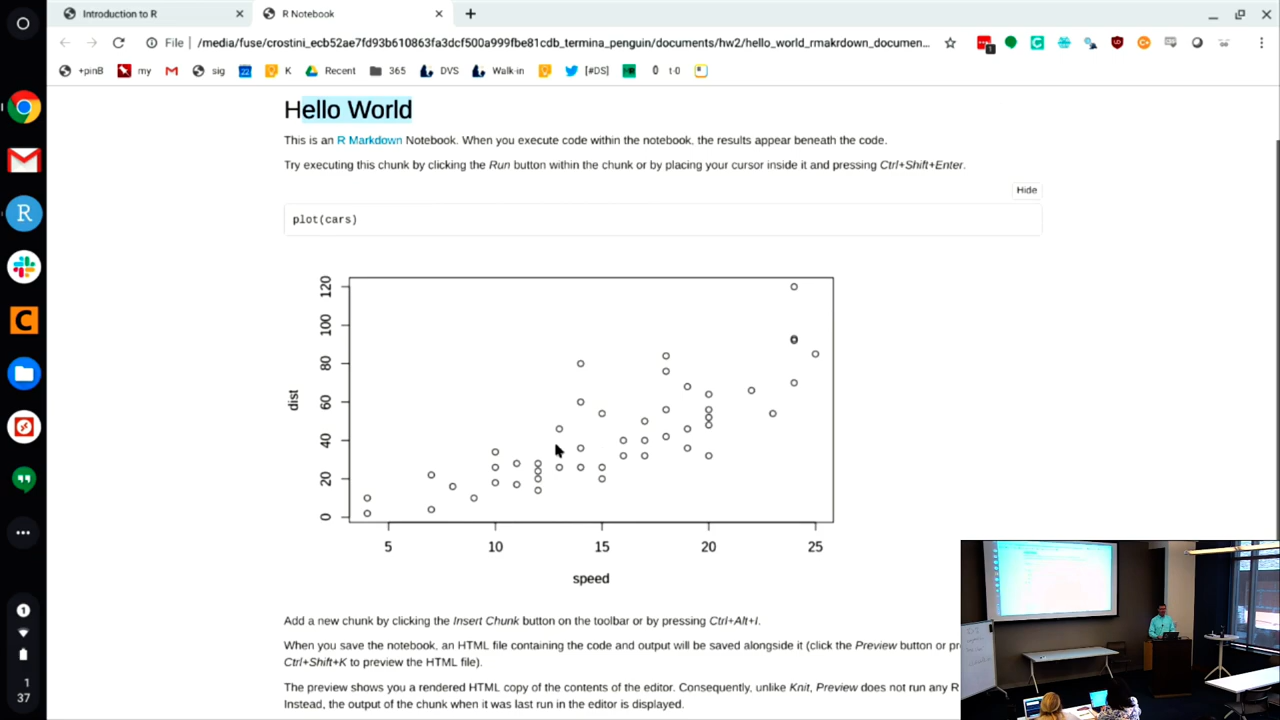 Introduction to R
R Notebook
File
/media/fuse/crostini_ecb52ae7fd93b610863fa3dcf500a999fbe81cdb_termina_penguin/documents/hw2/hello_world_rmakrdown_documen...
+pinB my M sig 22 K Recent 365 DVS Walk-in [#DS] 0 t-0
Hello World
This is an R Markdown Notebook. When you execute code within the notebook, the results appear beneath the code.
Try executing this chunk by clicking the Run button within the chunk or by placing your cursor inside it and pressing Ctrl+Shift+Enter.
Hide
plot(cars)
120
100
80
60
40
20
0
dist
5 10 15 20 25
speed
Add a new chunk by clicking the Insert Chunk button on the toolbar or by pressing Ctrl+Alt+I.
When you save the notebook, an HTML file containing the code and output will be saved alongside it (click the Preview button or pr
Ctrl+Shift+K to preview the HTML file).
The preview shows you a rendered HTML copy of the contents of the editor. Consequently, unlike Knit, Preview does not run any R
Instead, the output of the chunk when it was last run in the editor is displayed.
R
C
1
1
37